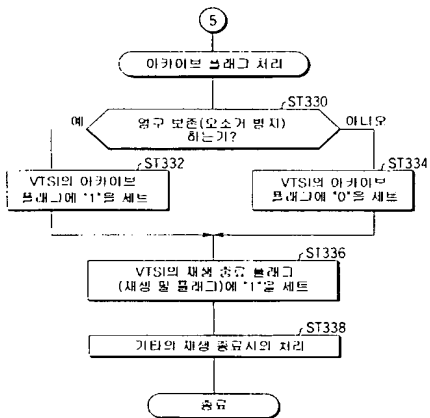 5
아카이브 플래그 처리
ST330
예
영구 보존(오소거 방지)
하는가?
아니오
ST332
VTSI의 아카이브
플래그에 "1"을 세트
ST334
VTSI의 아카이브
플래그에 "0"을 세트
ST336
VTSI의 재생 종료 플래그
(재생 말 플래그)에 "1"을 세트
ST338
기타의 재생 종료시의 처리
종료